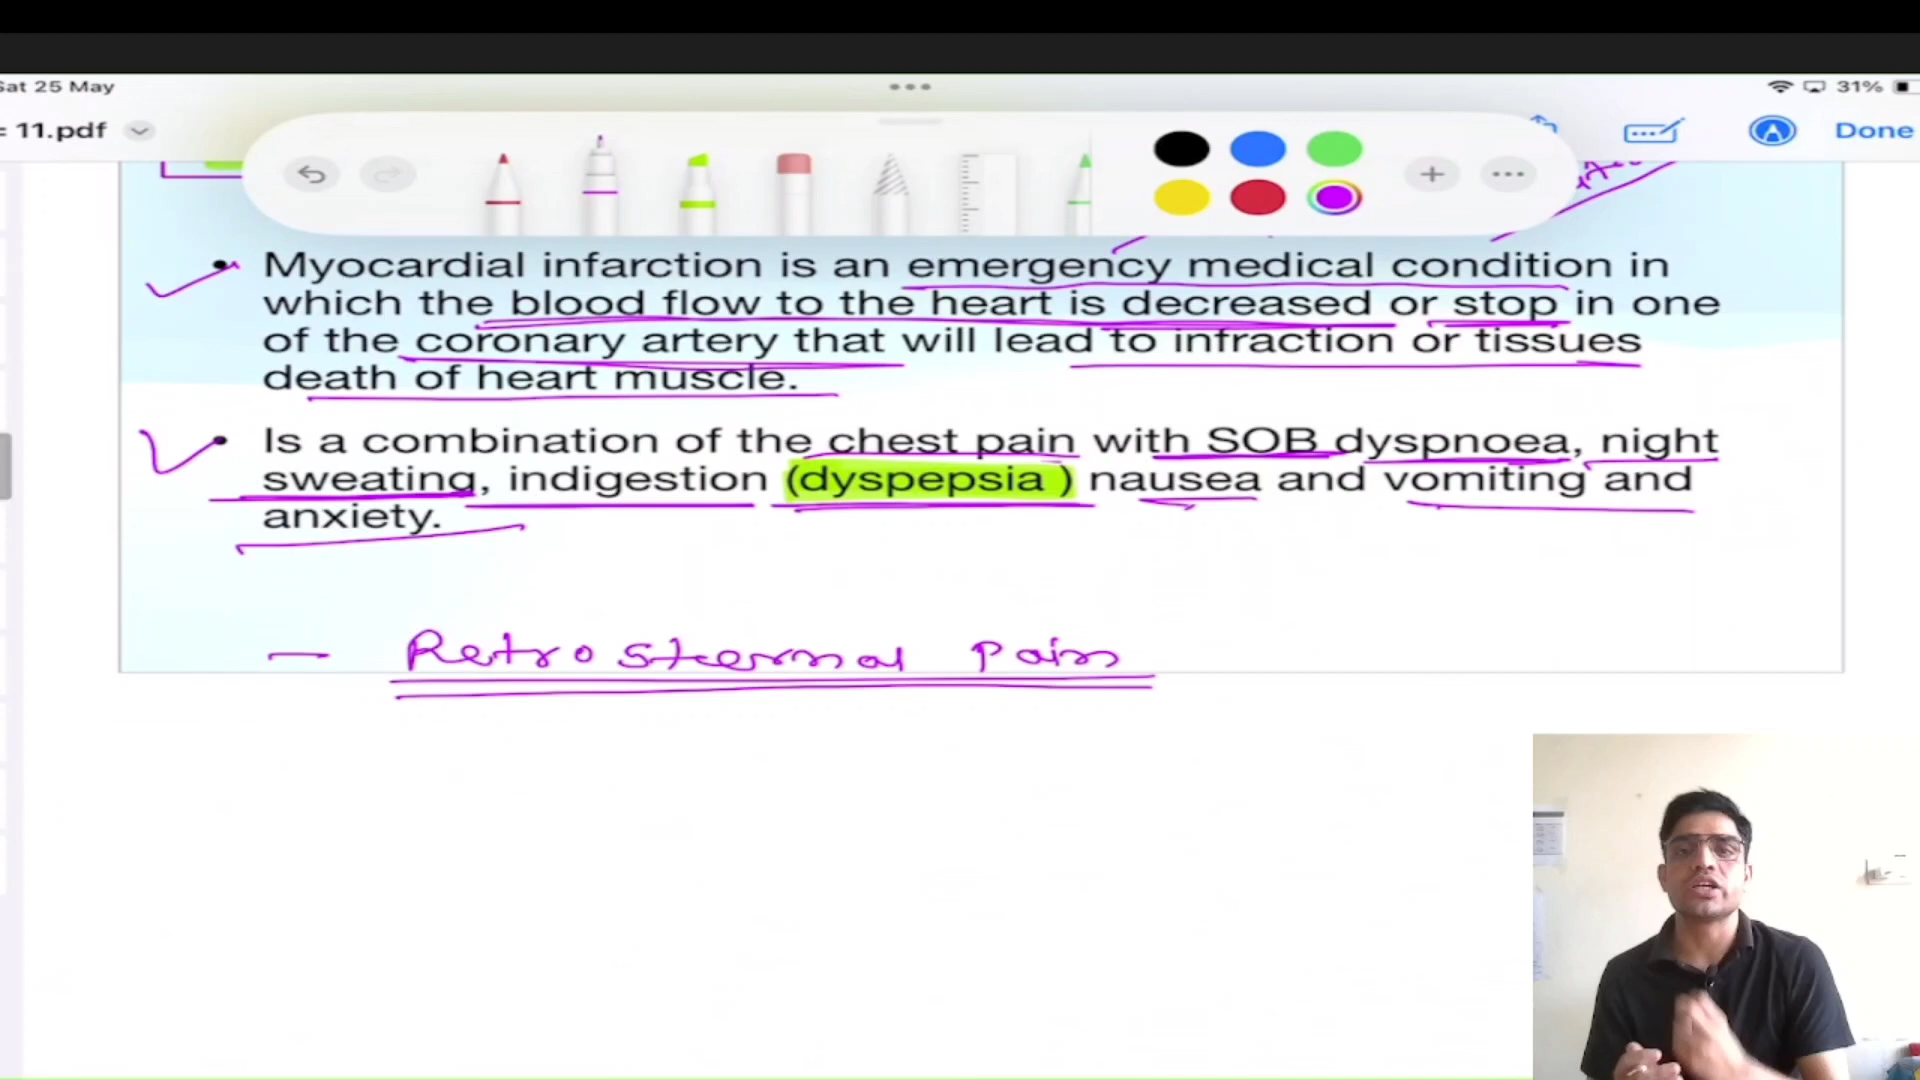 Sat 25 May
31%
= 11.pdf
Done
• Myocardial infarction is an emergency medical condition in
which the blood flow to the heart is decreased or stop in one
of the coronary artery that will lead to infraction or tissues
death of heart muscle.
• Is a combination of the chest pain with SOB dyspnoea, night
sweating, indigestion (dyspepsia ) nausea and vomiting and
anxiety.
— Retrosternal Pain